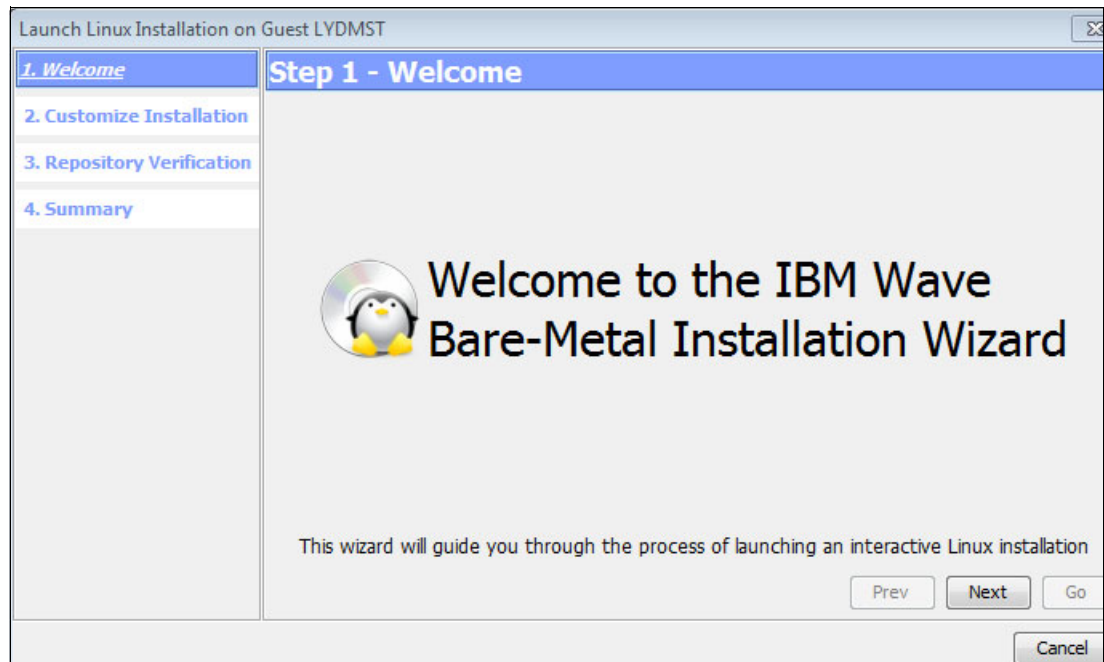 Launch Linux Installation on Guest LYDMST
1. Welcome
Step 1 - Welcome
2. Customize Installation
3. Repository Verification
4. Summary
Welcome to the IBM Wave
Bare-Metal Installation Wizard
This wizard will guide you through the process of launching an interactive Linux installation
Prev Next Go
Cancel